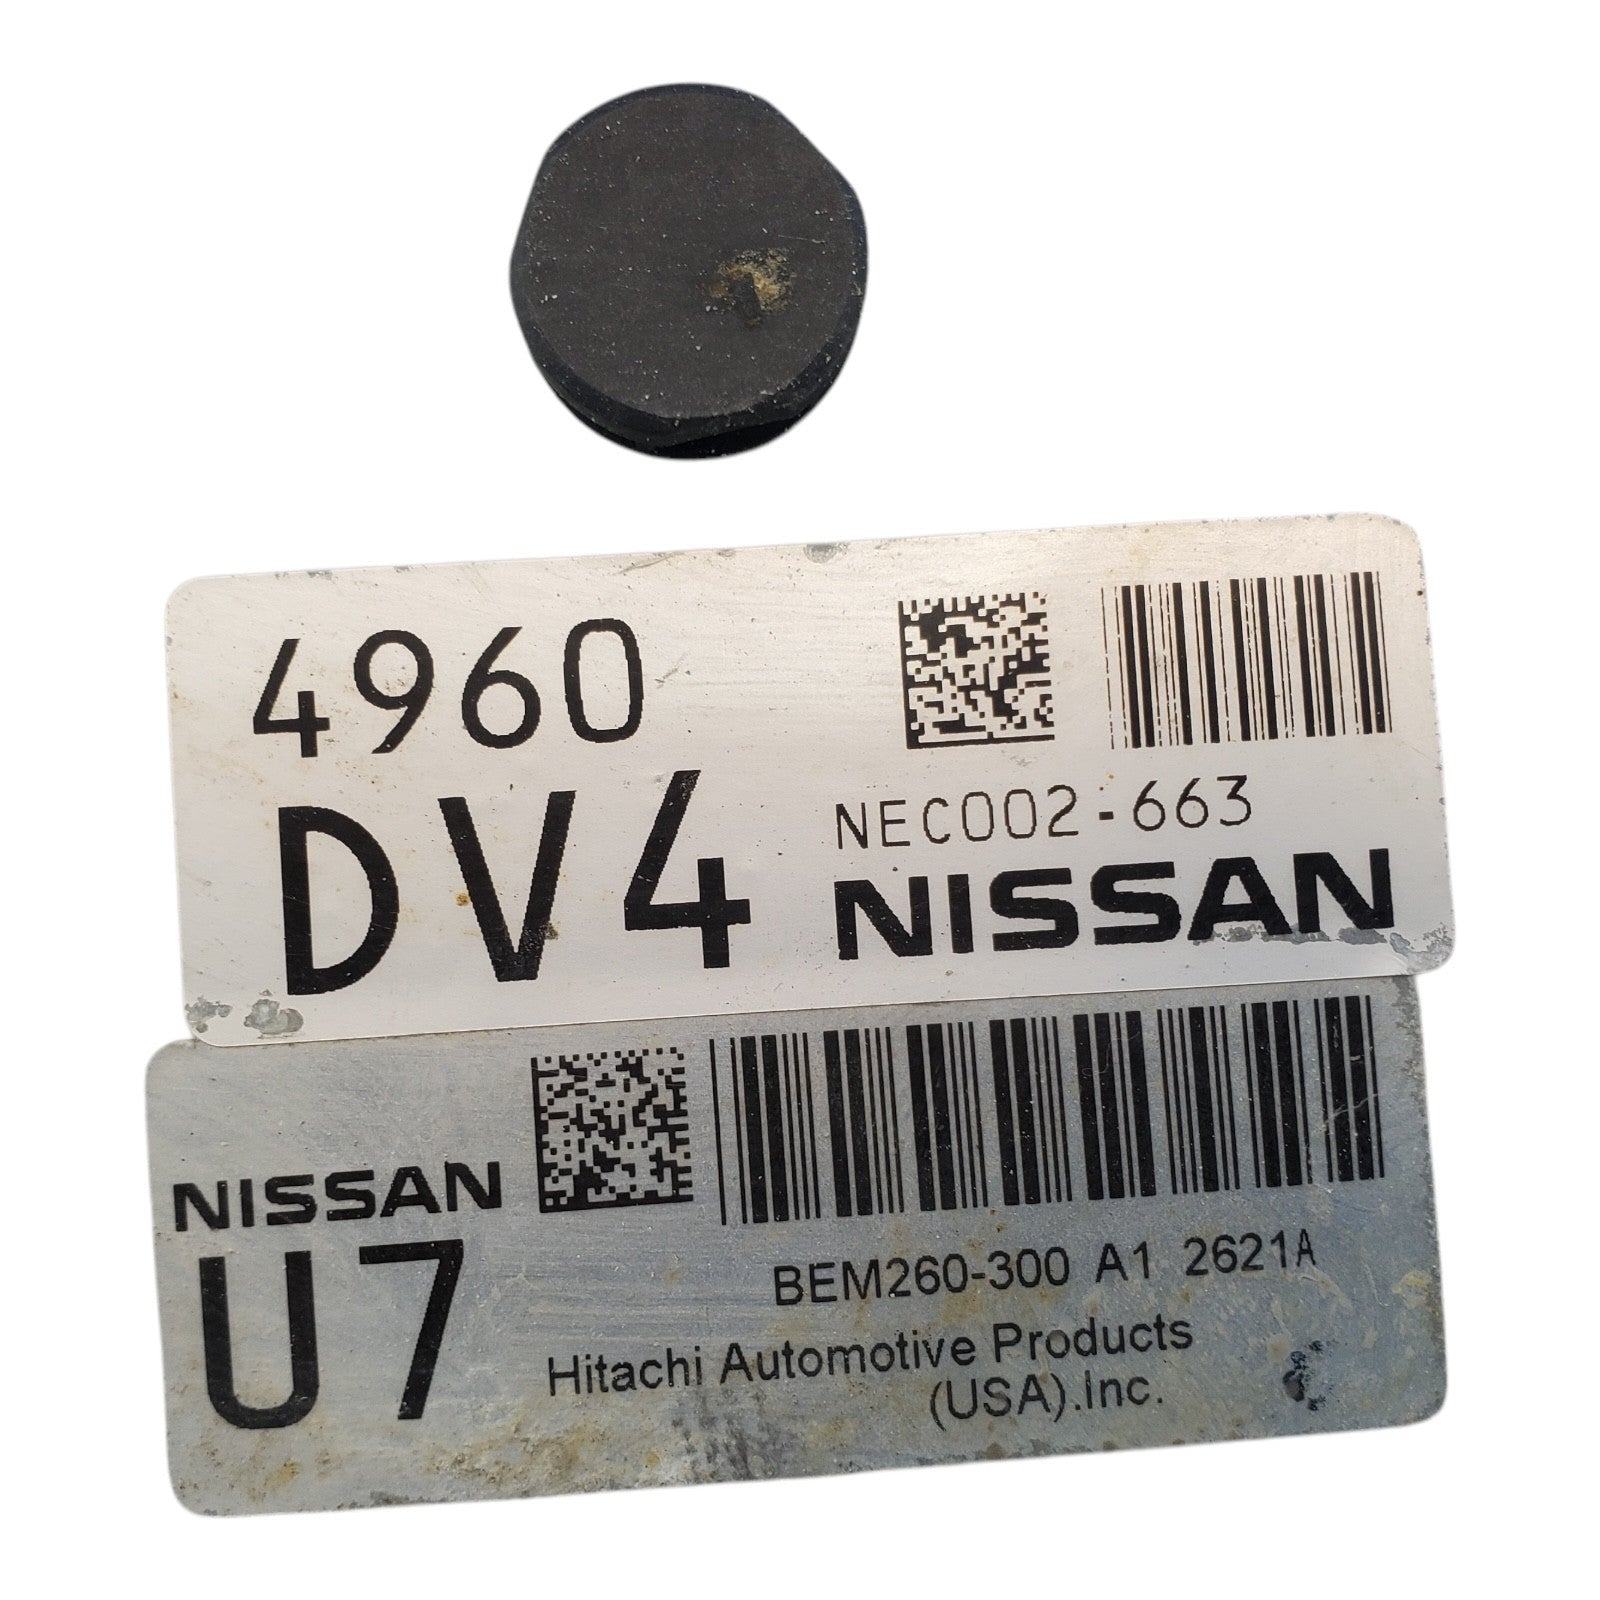 4960
DV4
NEC002-663
NISSAN
NISSAN
U7
BEM260-300 A1 2621A
Hitachi Automotive Products
(USA).Inc.